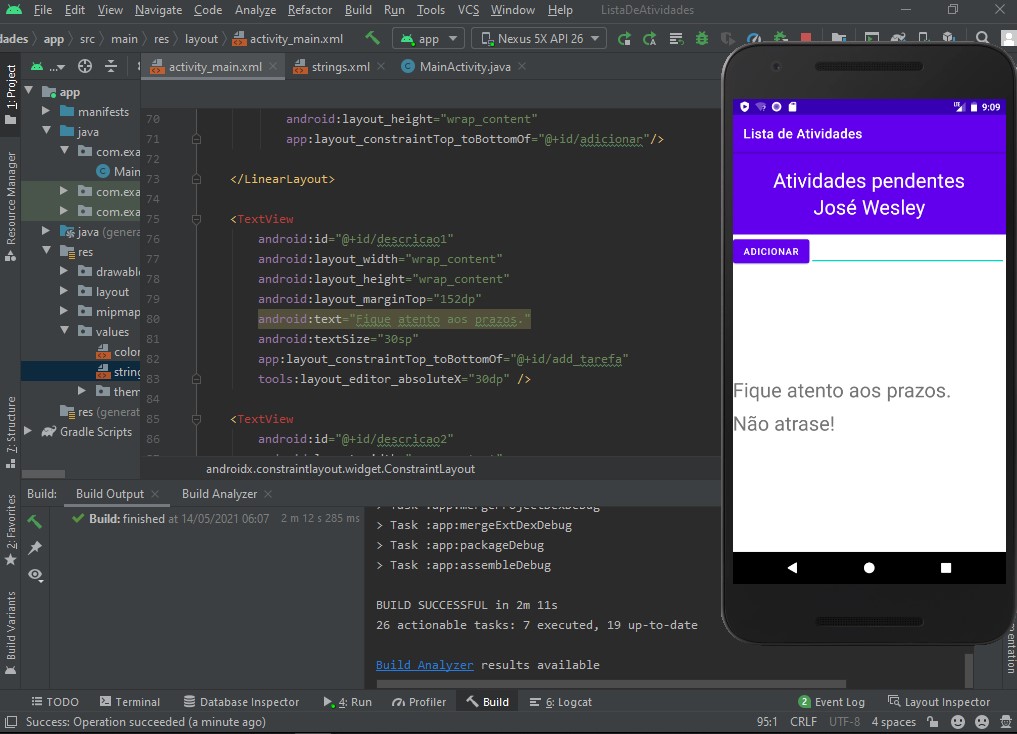 File Edit View Navigate Code Analyze Refactor Build Run Tools VCS Window Help ListaDeAtividades
dades app src main res layout activity_main.xml app Nexus 5X API 26
activity_main.xml strings.xml MainActivity.java
1: Project
Resource Manager
7: Structure
2: Favorites
Build Variants
app
manifests
java
com.exa
Main
com.exa
com.exa
java (genera
res
drawabl
layout
mipmap
values
color
string
them
res (generat
Gradle Scripts
70 android:layout_height="wrap_content"
71 app:layout_constraintTop_toBottomOf="@+id/adicionar"/>
72
73 </LinearLayout>
74
75 <TextView
76 android:id="@+id/descricao1"
77 android:layout_width="wrap_content"
78 android:layout_height="wrap_content"
79 android:layout_marginTop="152dp"
80 android:text="Fique atento aos prazos."
81 android:textSize="30sp"
82 app:layout_constraintTop_toBottomOf="@+id/add_tarefa"
83 tools:layout_editor_absoluteX="30dp" />
84
85 <TextView
86 android:id="@+id/descricao2"
androidx.constraintlayout.widget.ConstraintLayout
9:09
Lista de Atividades
Atividades pendentes
José Wesley
ADICIONAR
Fique atento aos prazos.
Não atrase!
Build: Build Output Build Analyzer
Build: finished at 14/05/2021 06:07 2 m 12 s 285 ms
> Task :app:mergeProjectDexDebug
> Task :app:mergeExtDexDebug
> Task :app:packageDebug
> Task :app:assembleDebug
BUILD SUCCESSFUL in 2m 11s
26 actionable tasks: 7 executed, 19 up-to-date
Build Analyzer results available
TODO Terminal Database Inspector 4: Run Profiler Build 6: Logcat 2 Event Log Layout Inspector
Success: Operation succeeded (a minute ago) 95:1 CRLF UTF-8 4 spaces